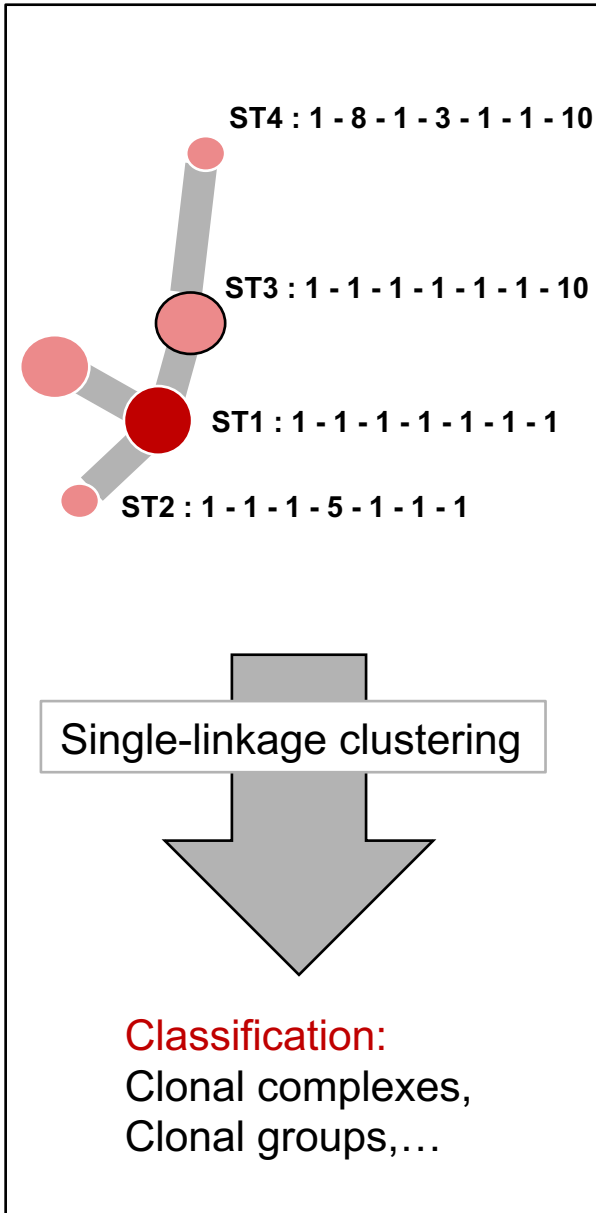 ST4 : 1 - 8 - 1 - 3 - 1 - 1 - 10
ST3 : 1 - 1 - 1 - 1 - 1 - 1 - 10
ST1 : 1 - 1 - 1 - 1 - 1 - 1 - 1
ST2 : 1 - 1 - 1 - 5 - 1 - 1 - 1
Single-linkage clustering
Classification:
Clonal complexes,
Clonal groups,...